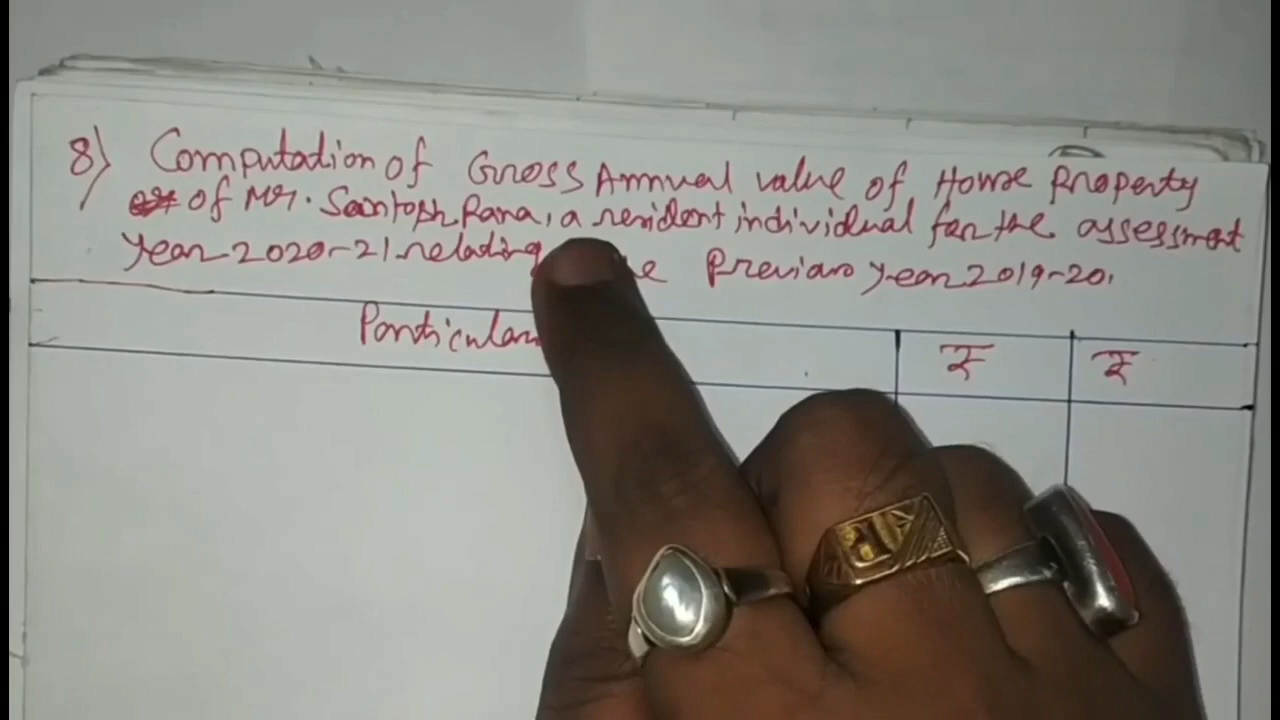 8) Computation of Gross Annual value of House Property
of Mr. Santosh Rana, a resident individual for the assessment
year 2020-21 relating Previous year 2019-20.
Particular
₹ ₹